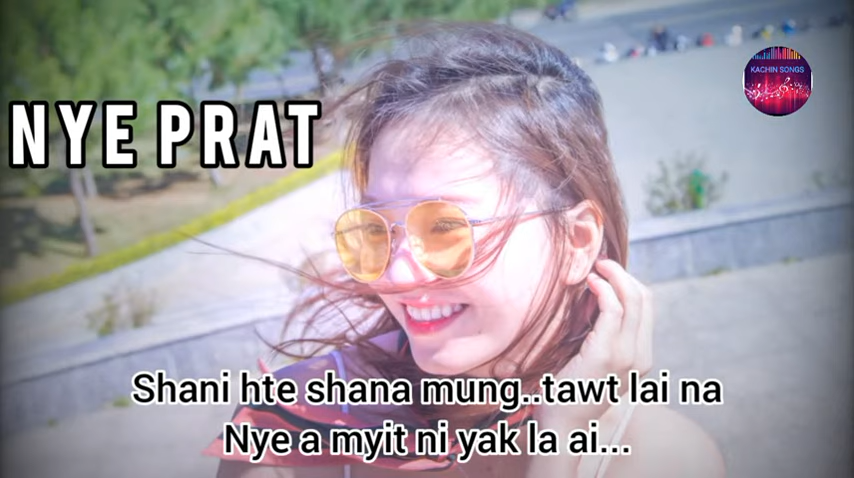 KACHIN SONGS
NYE PRAT
Shani hte shana mung..tawt lai na
Nye a myit ni yak la ai...